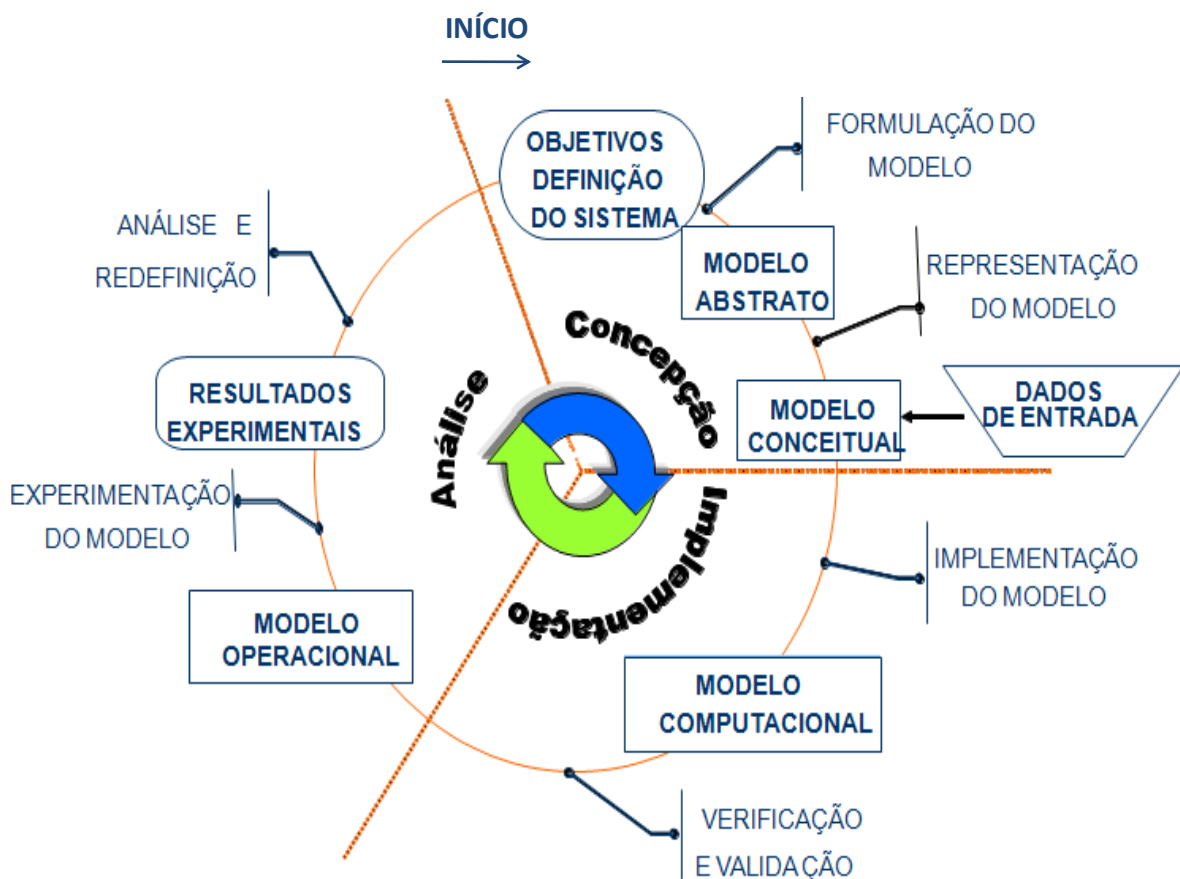 INÍCIO
OBJETIVOS
DEFINIÇÃO
DO SISTEMA
FORMULAÇÃO DO
MODELO
MODELO
ABSTRATO
REPRESENTAÇÃO
DO MODELO
DADOS
DE ENTRADA
MODELO
CONCEITUAL
Concepção
IMPLEMENTAÇÃO
DO MODELO
Implementação
MODELO
COMPUTACIONAL
VERIFICAÇÃO
E VALIDAÇÃO
MODELO
OPERACIONAL
EXPERIMENTAÇÃO
DO MODELO
Análise
RESULTADOS
EXPERIMENTAIS
ANÁLISE E
REDEFINIÇÃO